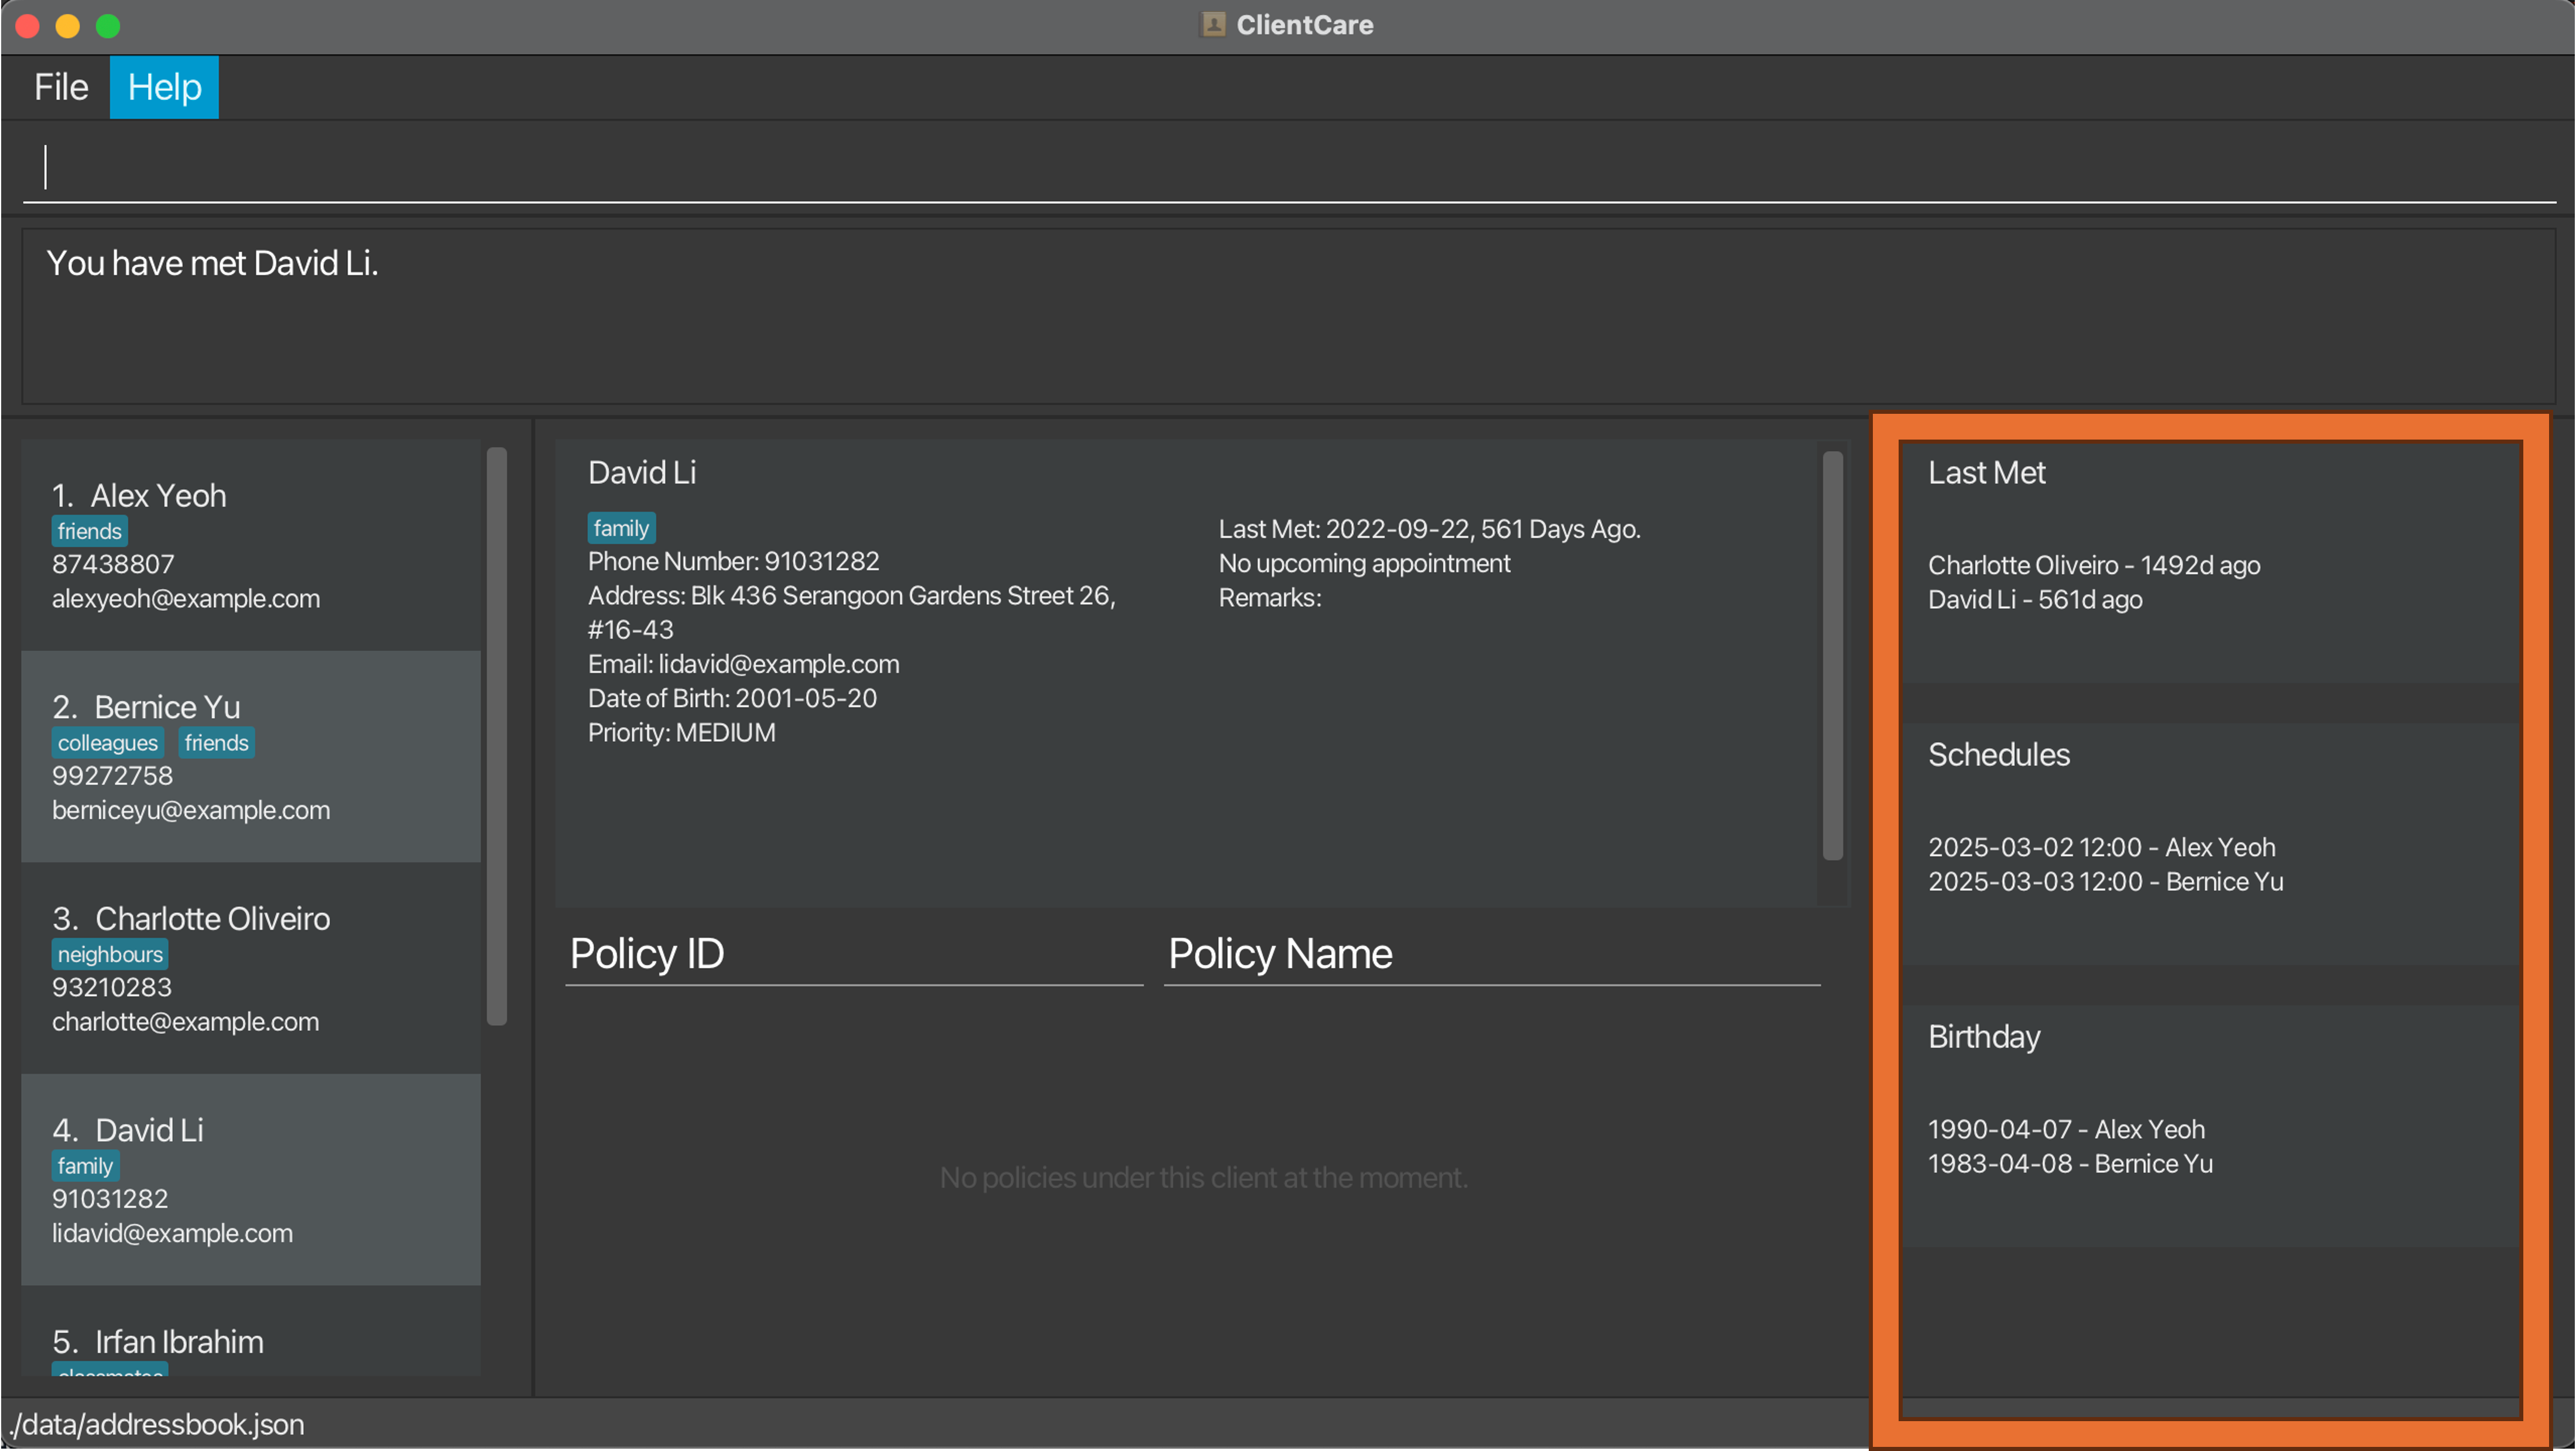 ClientCare
File Help
You have met David Li.
1. Alex Yeoh
friends
87438807
alexyeoh@example.com
2. Bernice Yu
colleagues friends
99272758
berniceyu@example.com
3. Charlotte Oliveiro
neighbours
93210283
charlotte@example.com
4. David Li
family
91031282
lidavid@example.com
5. Irfan Ibrahim
David Li
family
Phone Number: 91031282
Address: Blk 436 Serangoon Gardens Street 26,
#16-43
Email: lidavid@example.com
Date of Birth: 2001-05-20
Priority: MEDIUM
Last Met: 2022-09-22, 561 Days Ago.
No upcoming appointment
Remarks:
Policy ID Policy Name
No policies under this client at the moment.
Last Met
Charlotte Oliveiro - 1492d ago
David Li - 561d ago
Schedules
2025-03-02 12:00 - Alex Yeoh
2025-03-03 12:00 - Bernice Yu
Birthday
1990-04-07 - Alex Yeoh
1983-04-08 - Bernice Yu
./data/addressbook.json